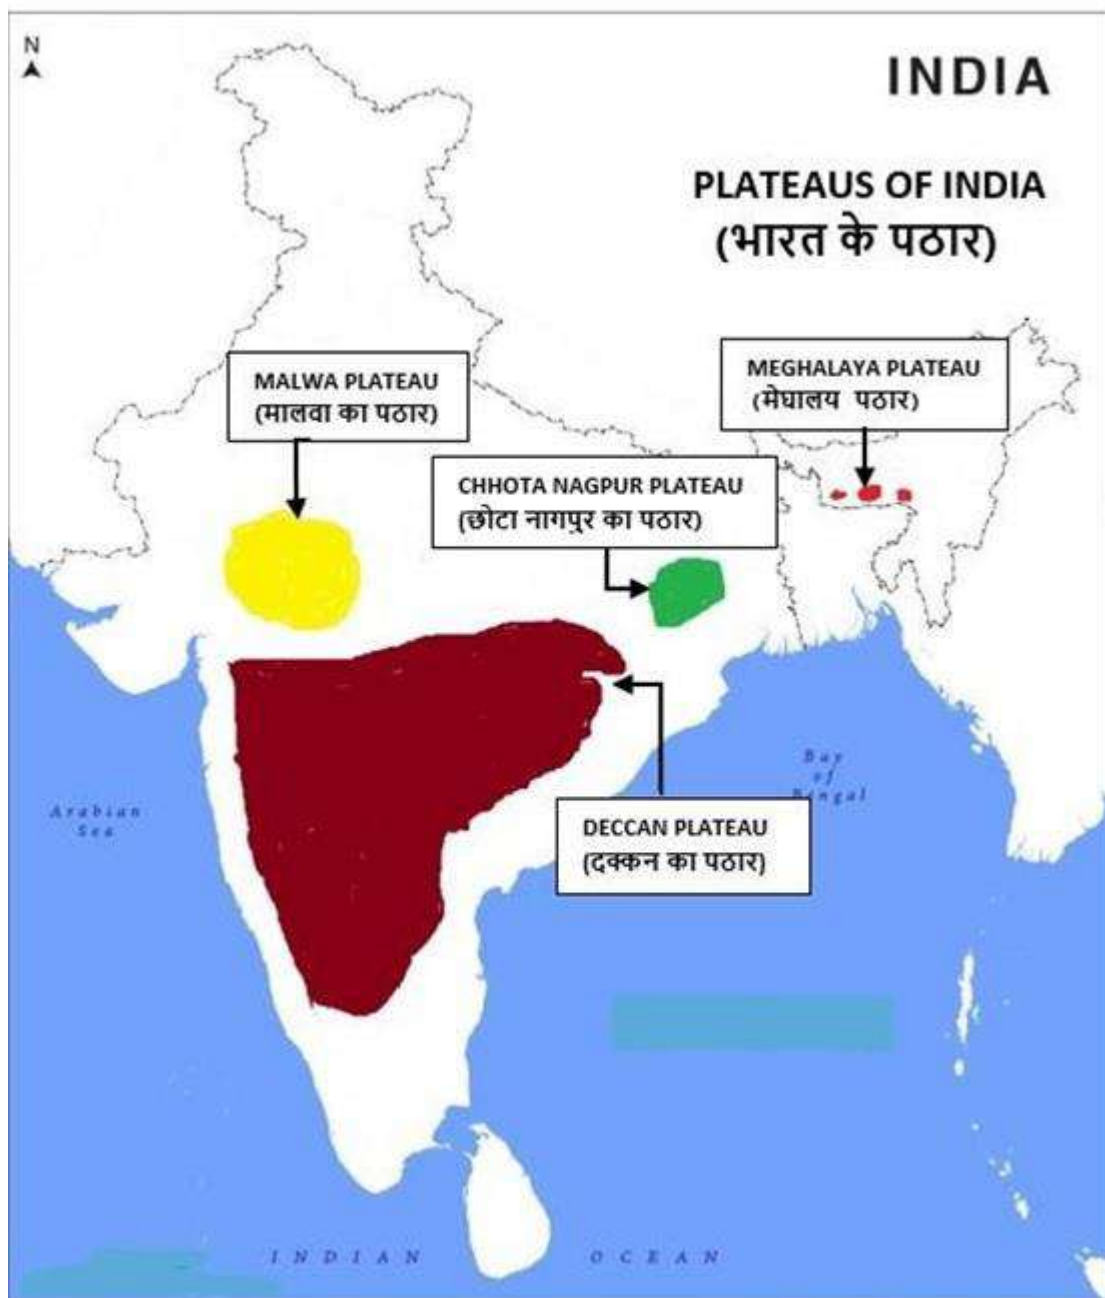 N
INDIA
PLATEAUS OF INDIA
(भारत के पठार)
MALWA PLATEAU
(मालवा का पठार)
MEGHALAYA PLATEAU
(मेघालय पठार)
CHHOTA NAGPUR PLATEAU
(छोटा नागपुर का पठार)
Arabian
Sea
Bay
of
Bengal
DECCAN PLATEAU
(दक्कन का पठार)
INDIAN OCEAN